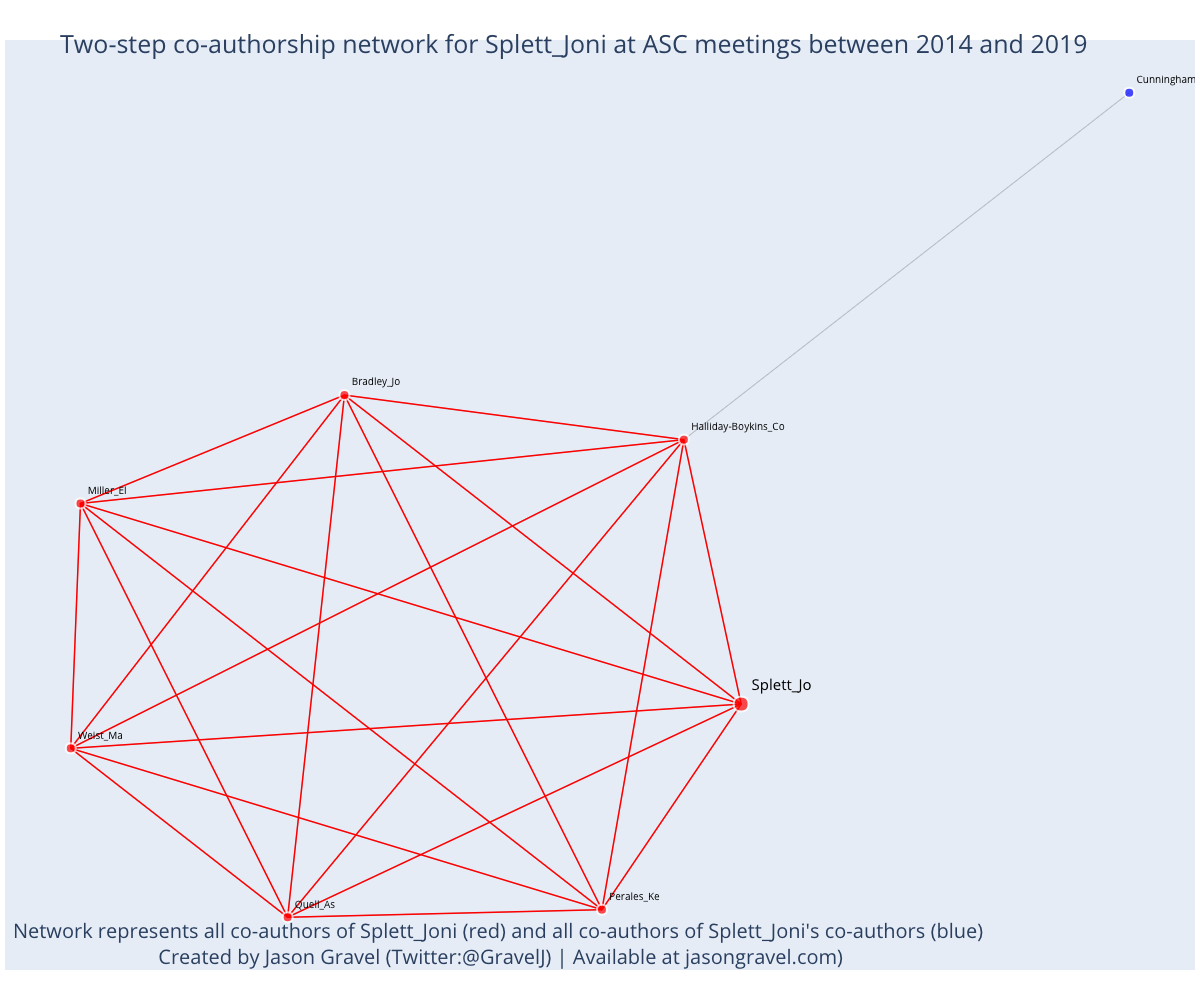 Two-step co-authorship network for Splett_Joni at ASC meetings between 2014 and 2019
Cunningham
Bradley_Jo
Halliday-Boykins_Co
Miller_El
Splett_Jo
Weist_Ma
Quell_As
Perales_Ke
Network represents all co-authors of Splett_Joni (red) and all co-authors of Splett_Joni's co-authors (blue)
Created by Jason Gravel (Twitter:@GravelJ) | Available at jasongravel.com)